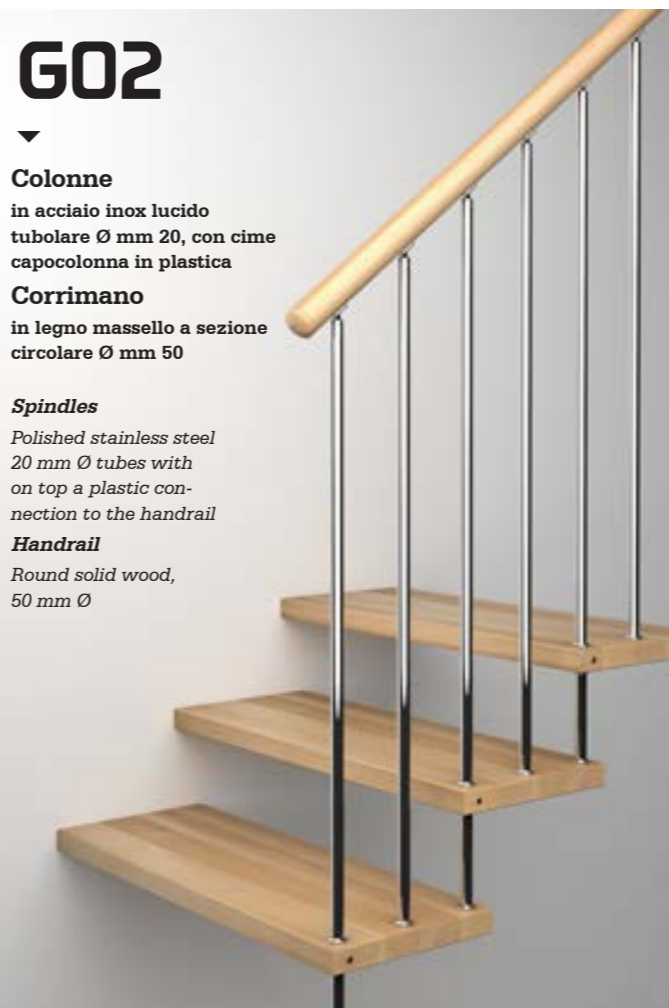 GO2
Colonne
in acciaio inox lucido
tubolare Ø mm 20, con cime
capocolonna in plastica
Corrimano
in legno massello a sezione
circolare Ø mm 50
Spindles
Polished stainless steel
20 mm Ø tubes with
on top a plastic con-
nection to the handrail
Handrail
Round solid wood,
50 mm Ø